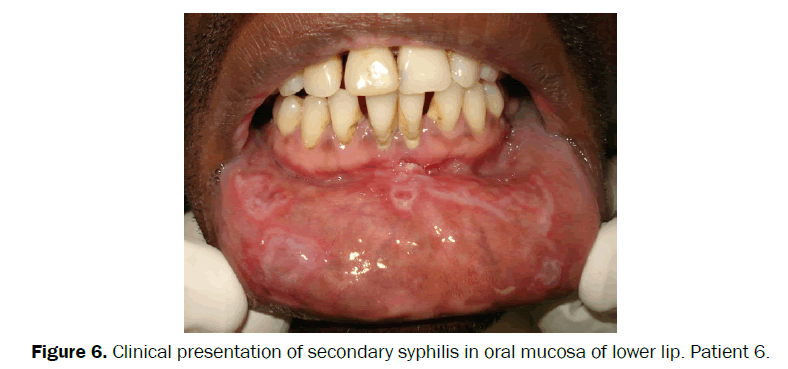 Figure 6. Clinical presentation of secondary syphilis in oral mucosa of lower lip. Patient 6.